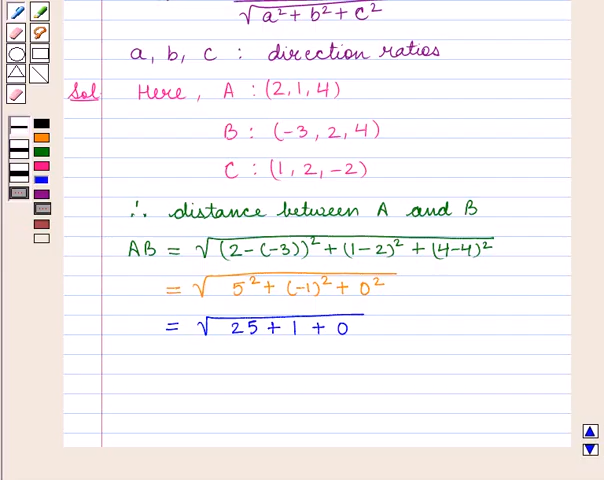 √a² + b² + c²
a, b, c : direction ratios
Sol. Here, A : (2, 1, 4)
B : (-3, 2, 4)
C : (1, 2, -2)
∴ distance between A and B
AB = √(2-(-3))² + (1-2)² + (4-4)²
= √5² + (-1)² + 0²
= √25 + 1 + 0